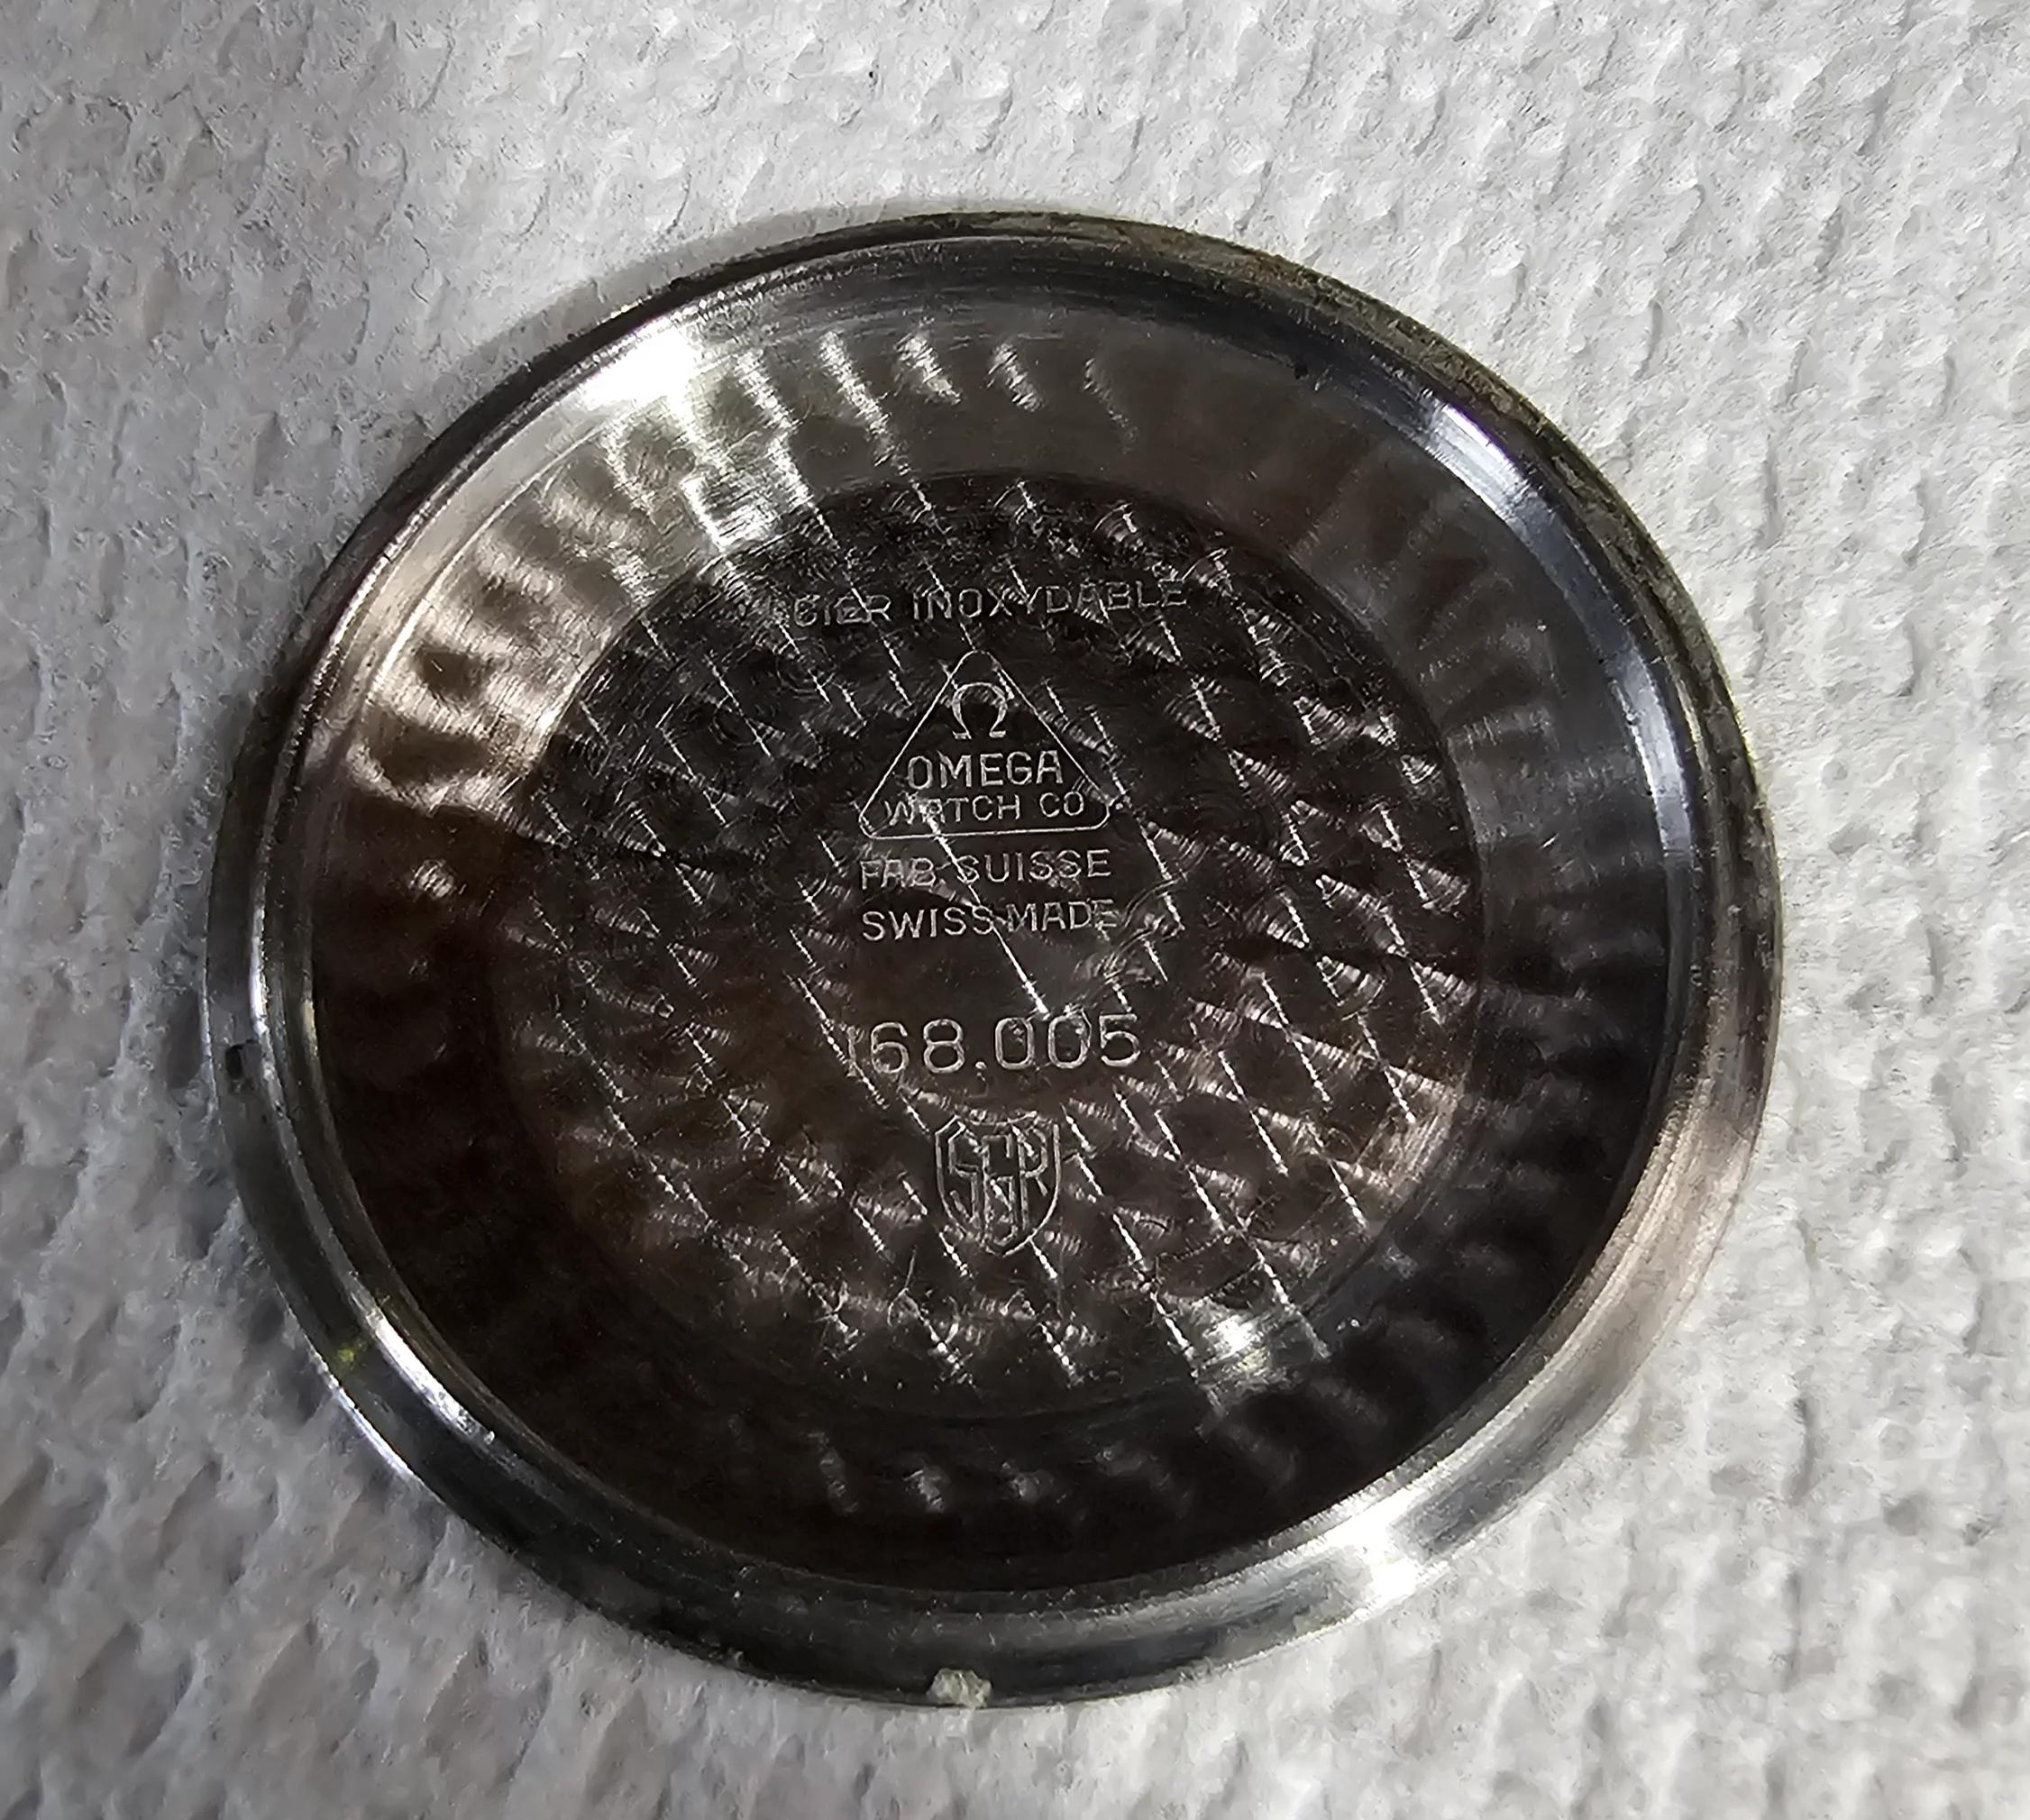 ACIER INOXYDABLE
Ω
OMEGA
WATCH CO
FAB. SUISSE
SWISS MADE
168.005
SGR